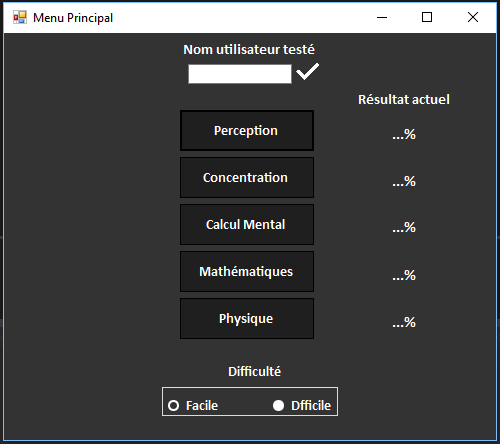 Menu Principal
Nom utilisateur testé
Résultat actuel
Perception ...%
Concentration ...%
Calcul Mental ...%
Mathématiques ...%
Physique ...%
Difficulté
Facile Dfficile